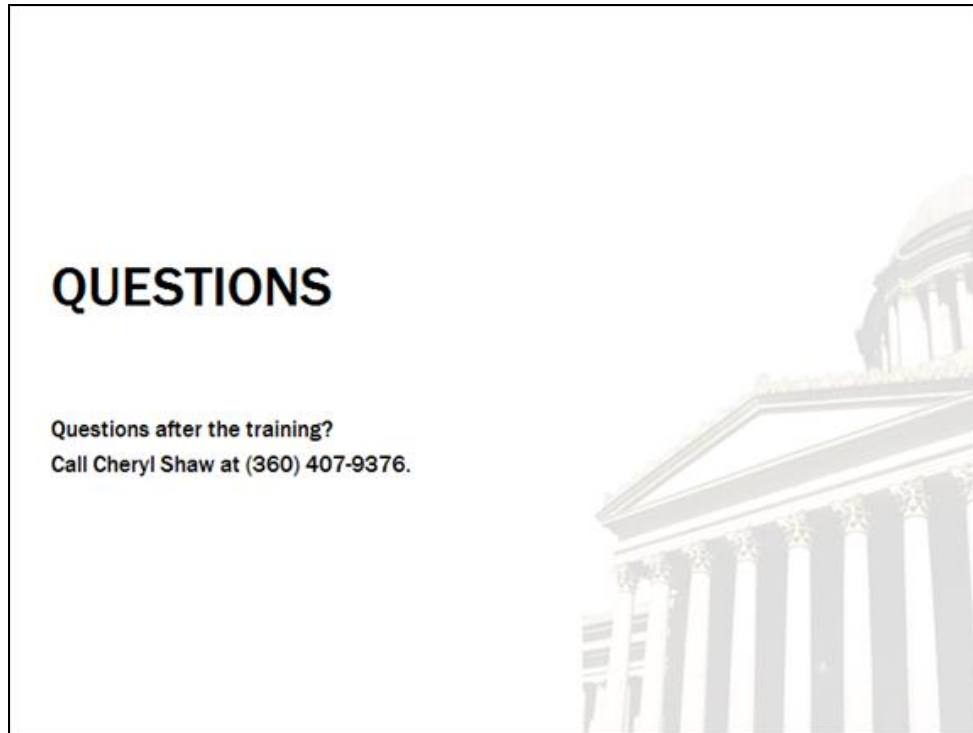 QUESTIONS
Questions after the training?
Call Cheryl Shaw at (360) 407-9376.